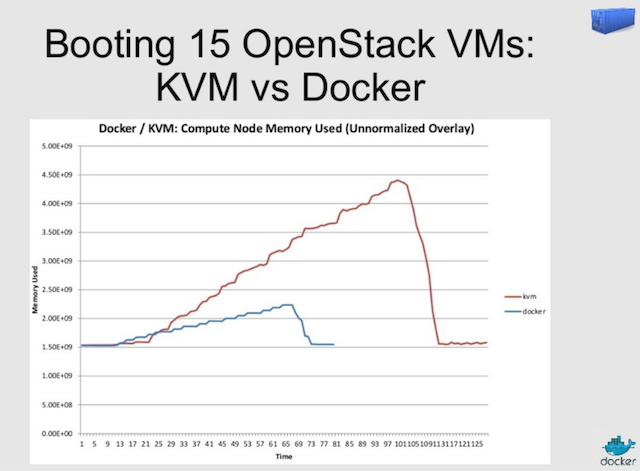 Booting 15 OpenStack VMs:
KVM vs Docker
Docker / KVM: Compute Node Memory Used (Unnormalized Overlay)
5.00E+09
4.50E+09
4.00E+09
3.50E+09
3.00E+09
2.50E+09
2.00E+09
1.50E+09
1.00E+09
5.00E+08
0.00E+00
Memory Used
kvm
docker
1 5 9 13 17 21 25 29 33 37 41 45 49 53 57 61 65 69 73 77 81 85 89 93 97 101 105 109 113 117 121 125
Time
docker